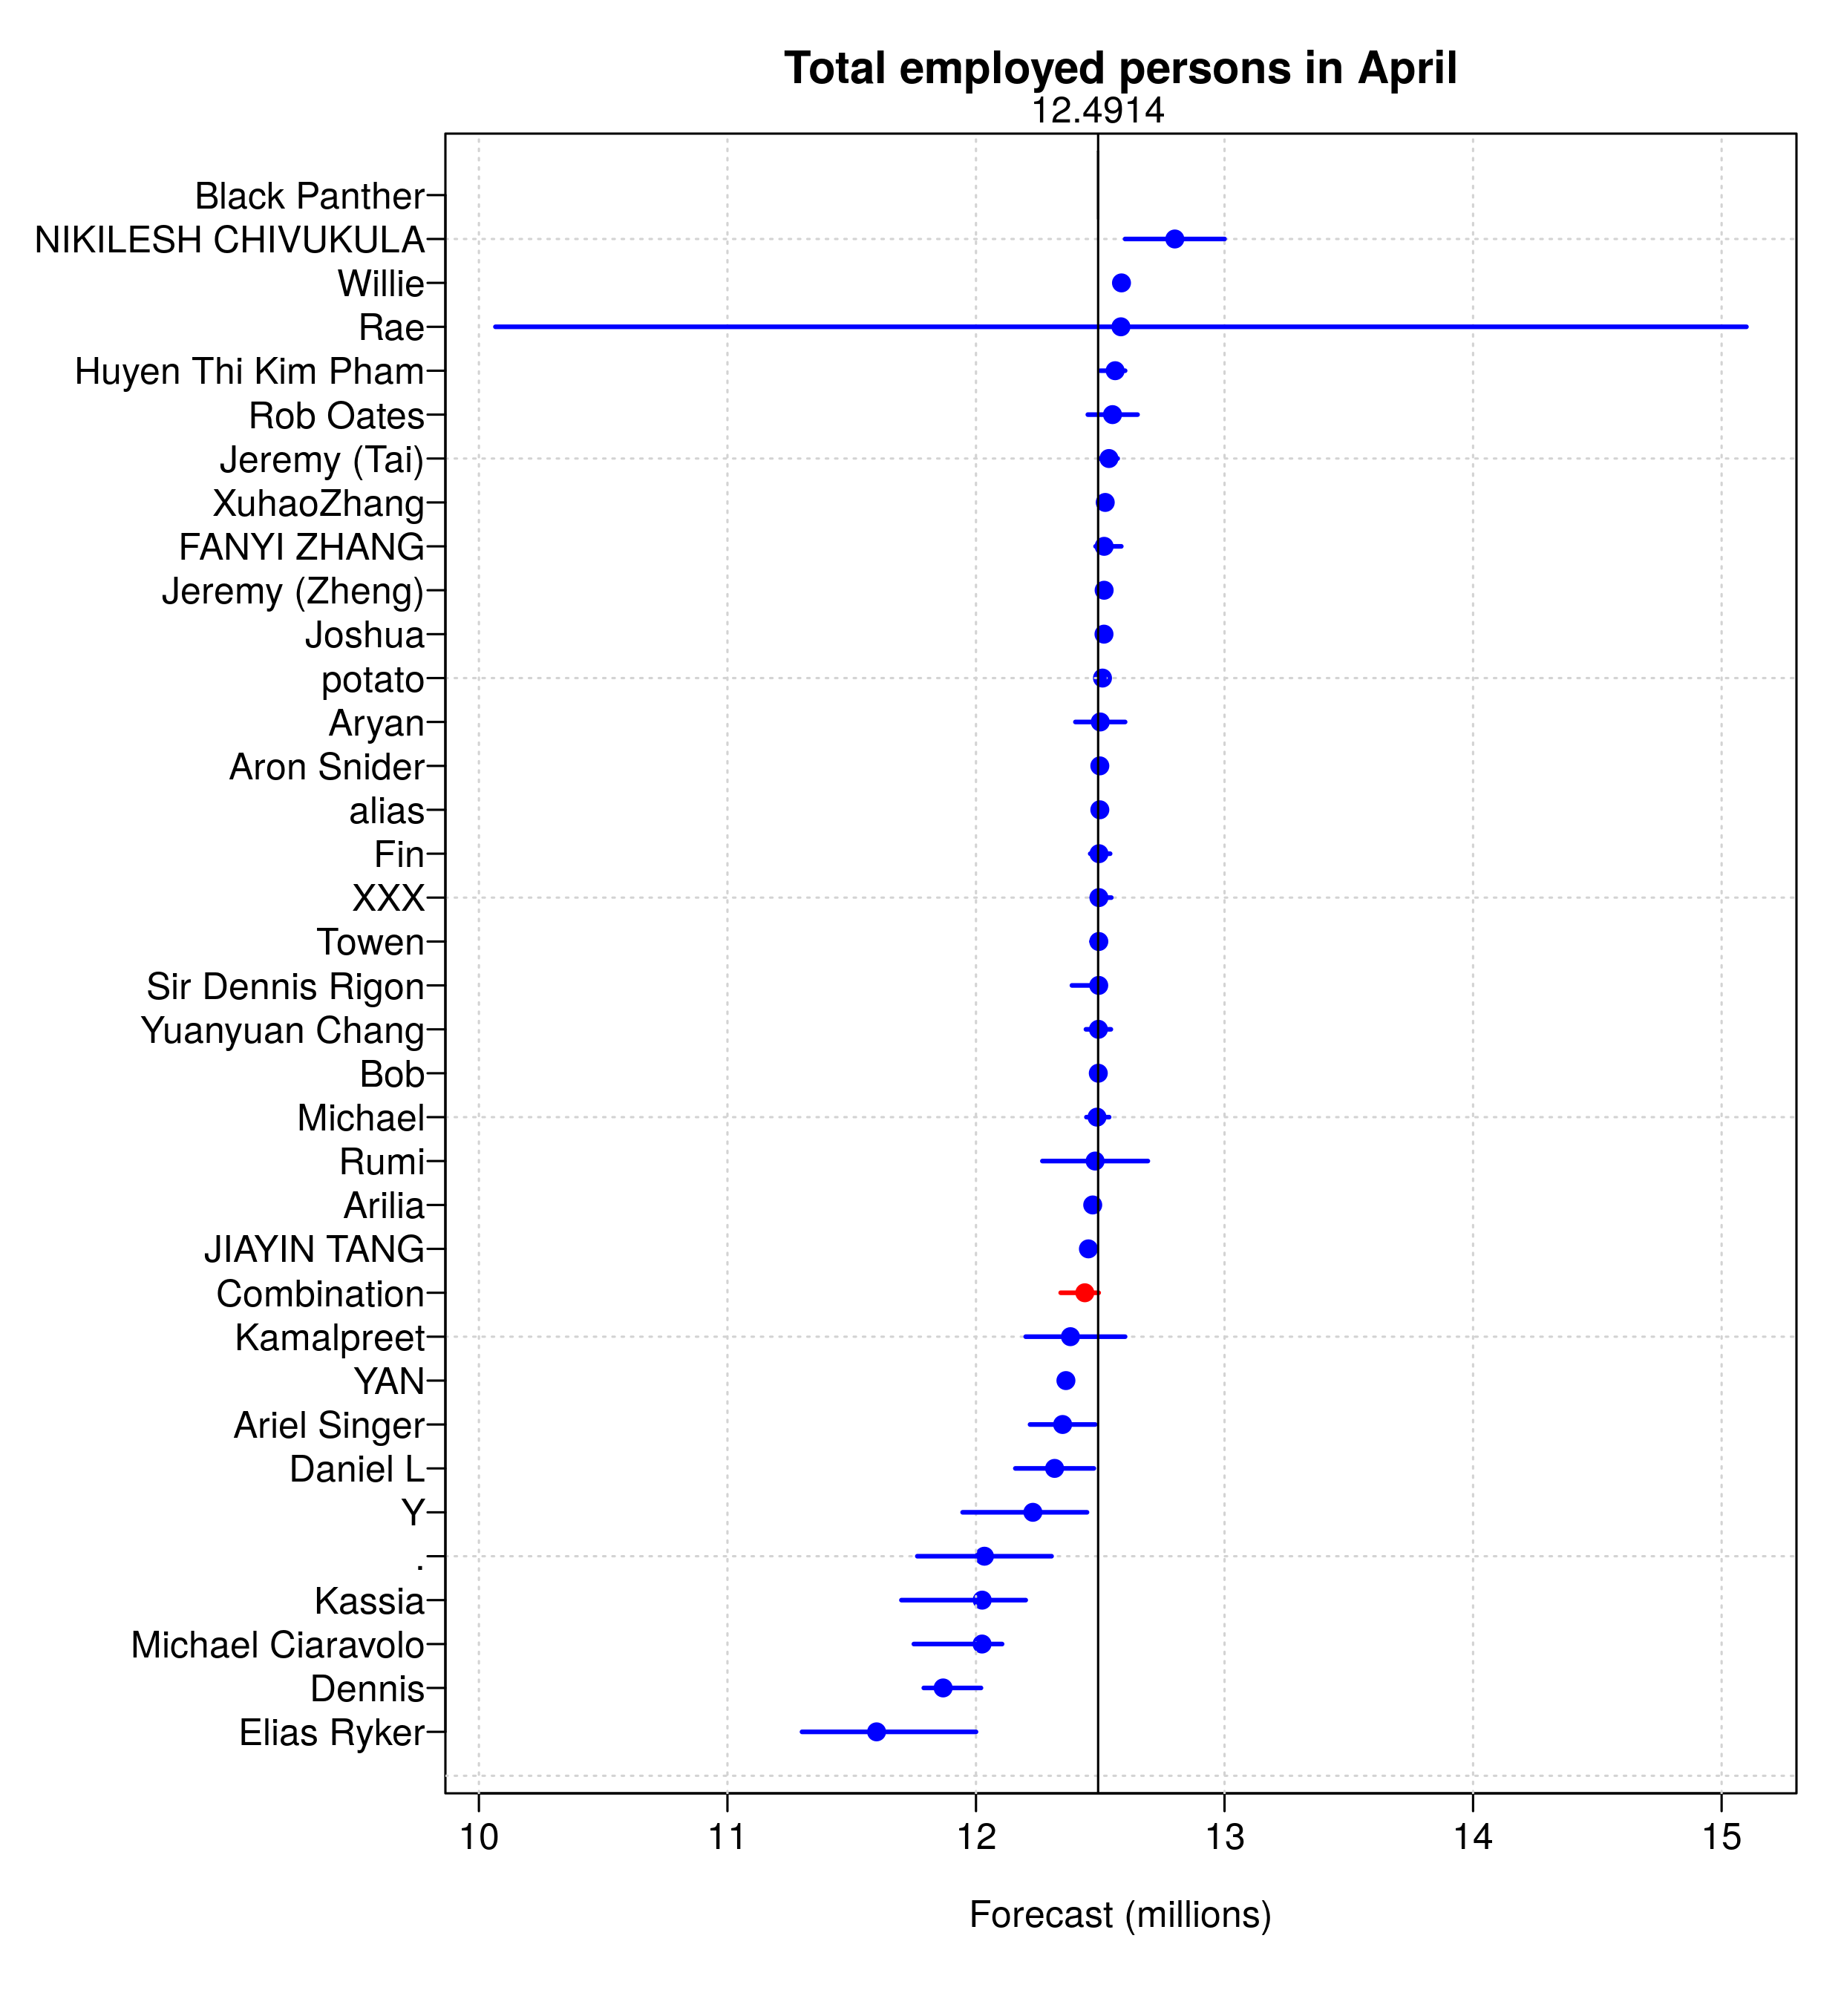 Total employed persons in April
12.4914
Black Panther
NIKILESH CHIVUKULA
Willie
Rae
Huyen Thi Kim Pham
Rob Oates
Jeremy (Tai)
XuhaoZhang
FANYI ZHANG
Jeremy (Zheng)
Joshua
potato
Aryan
Aron Snider
alias
Fin
XXX
Towen
Sir Dennis Rigon
Yuanyuan Chang
Bob
Michael
Rumi
Arilia
JIAYIN TANG
Combination
Kamalpreet
YAN
Ariel Singer
Daniel L
Y
.
Kassia
Michael Ciaravolo
Dennis
Elias Ryker
10 11 12 13 14 15
Forecast (millions)